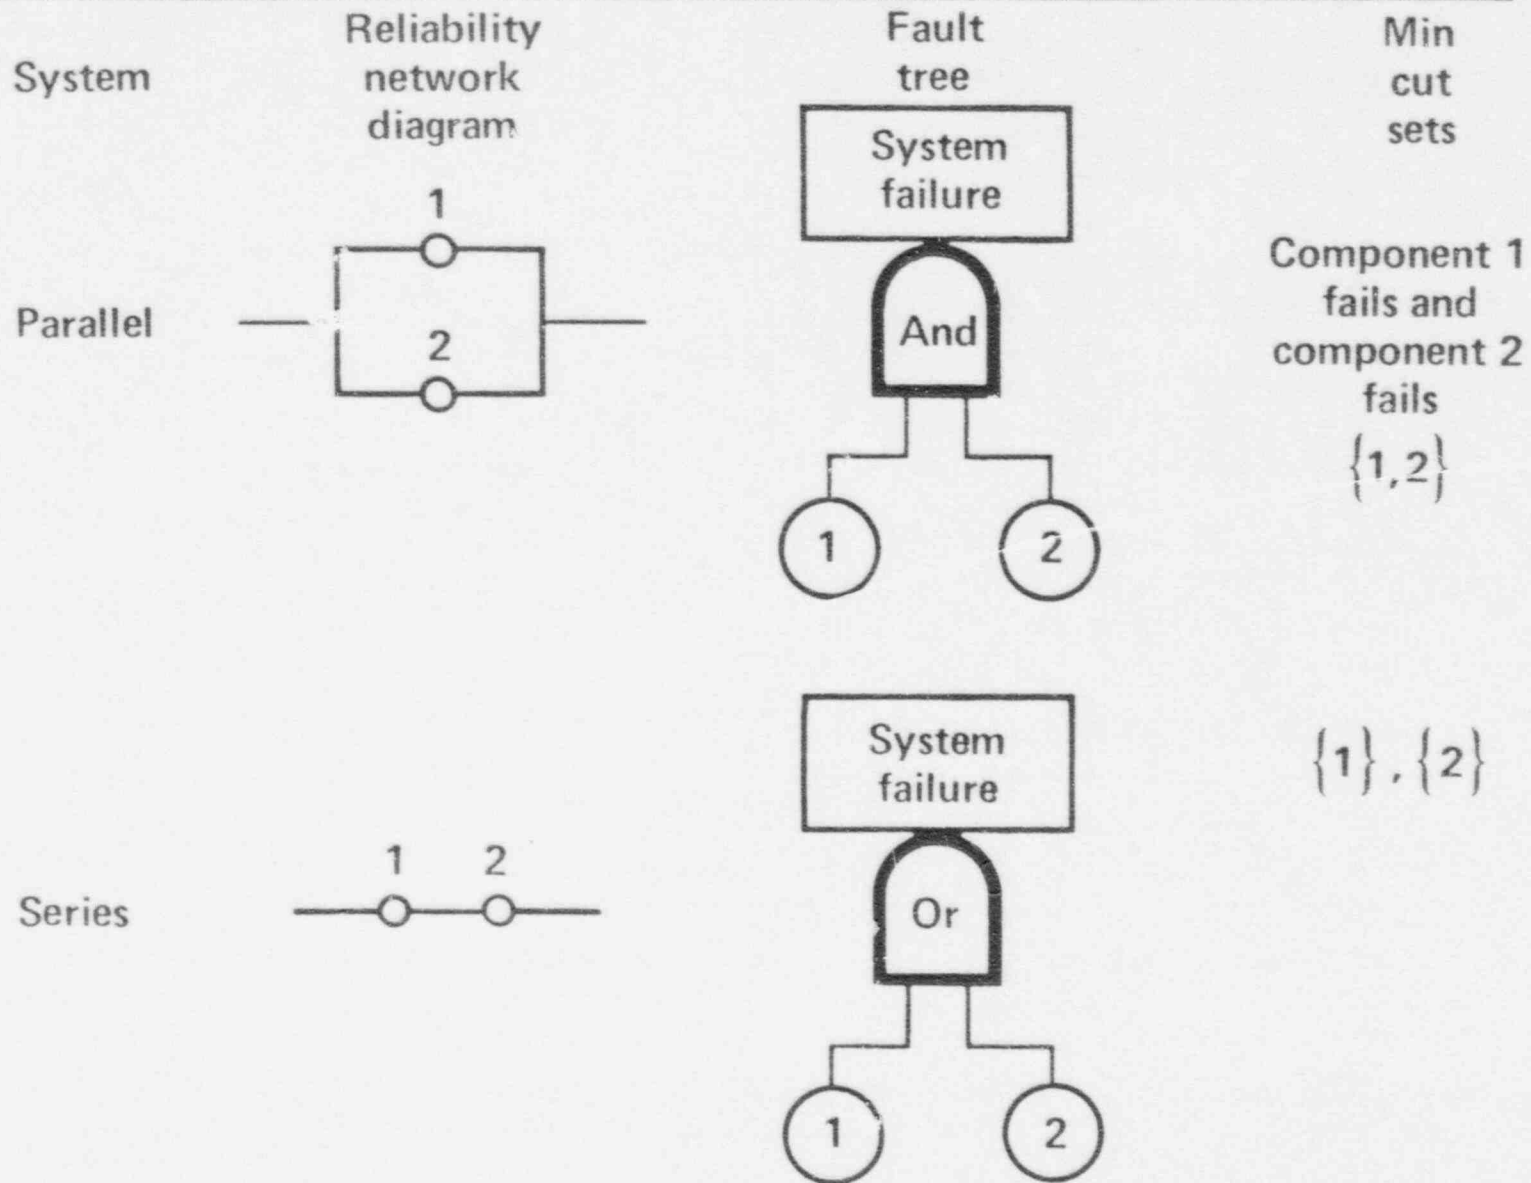 System
Reliability
network
diagram
Fault
tree
Min
cut
sets
Parallel
1
2
System
failure
And
1
2
Component 1
fails and
component 2
fails
{1,2}
Series
1 2
System
failure
Or
1
2
{1} , {2}